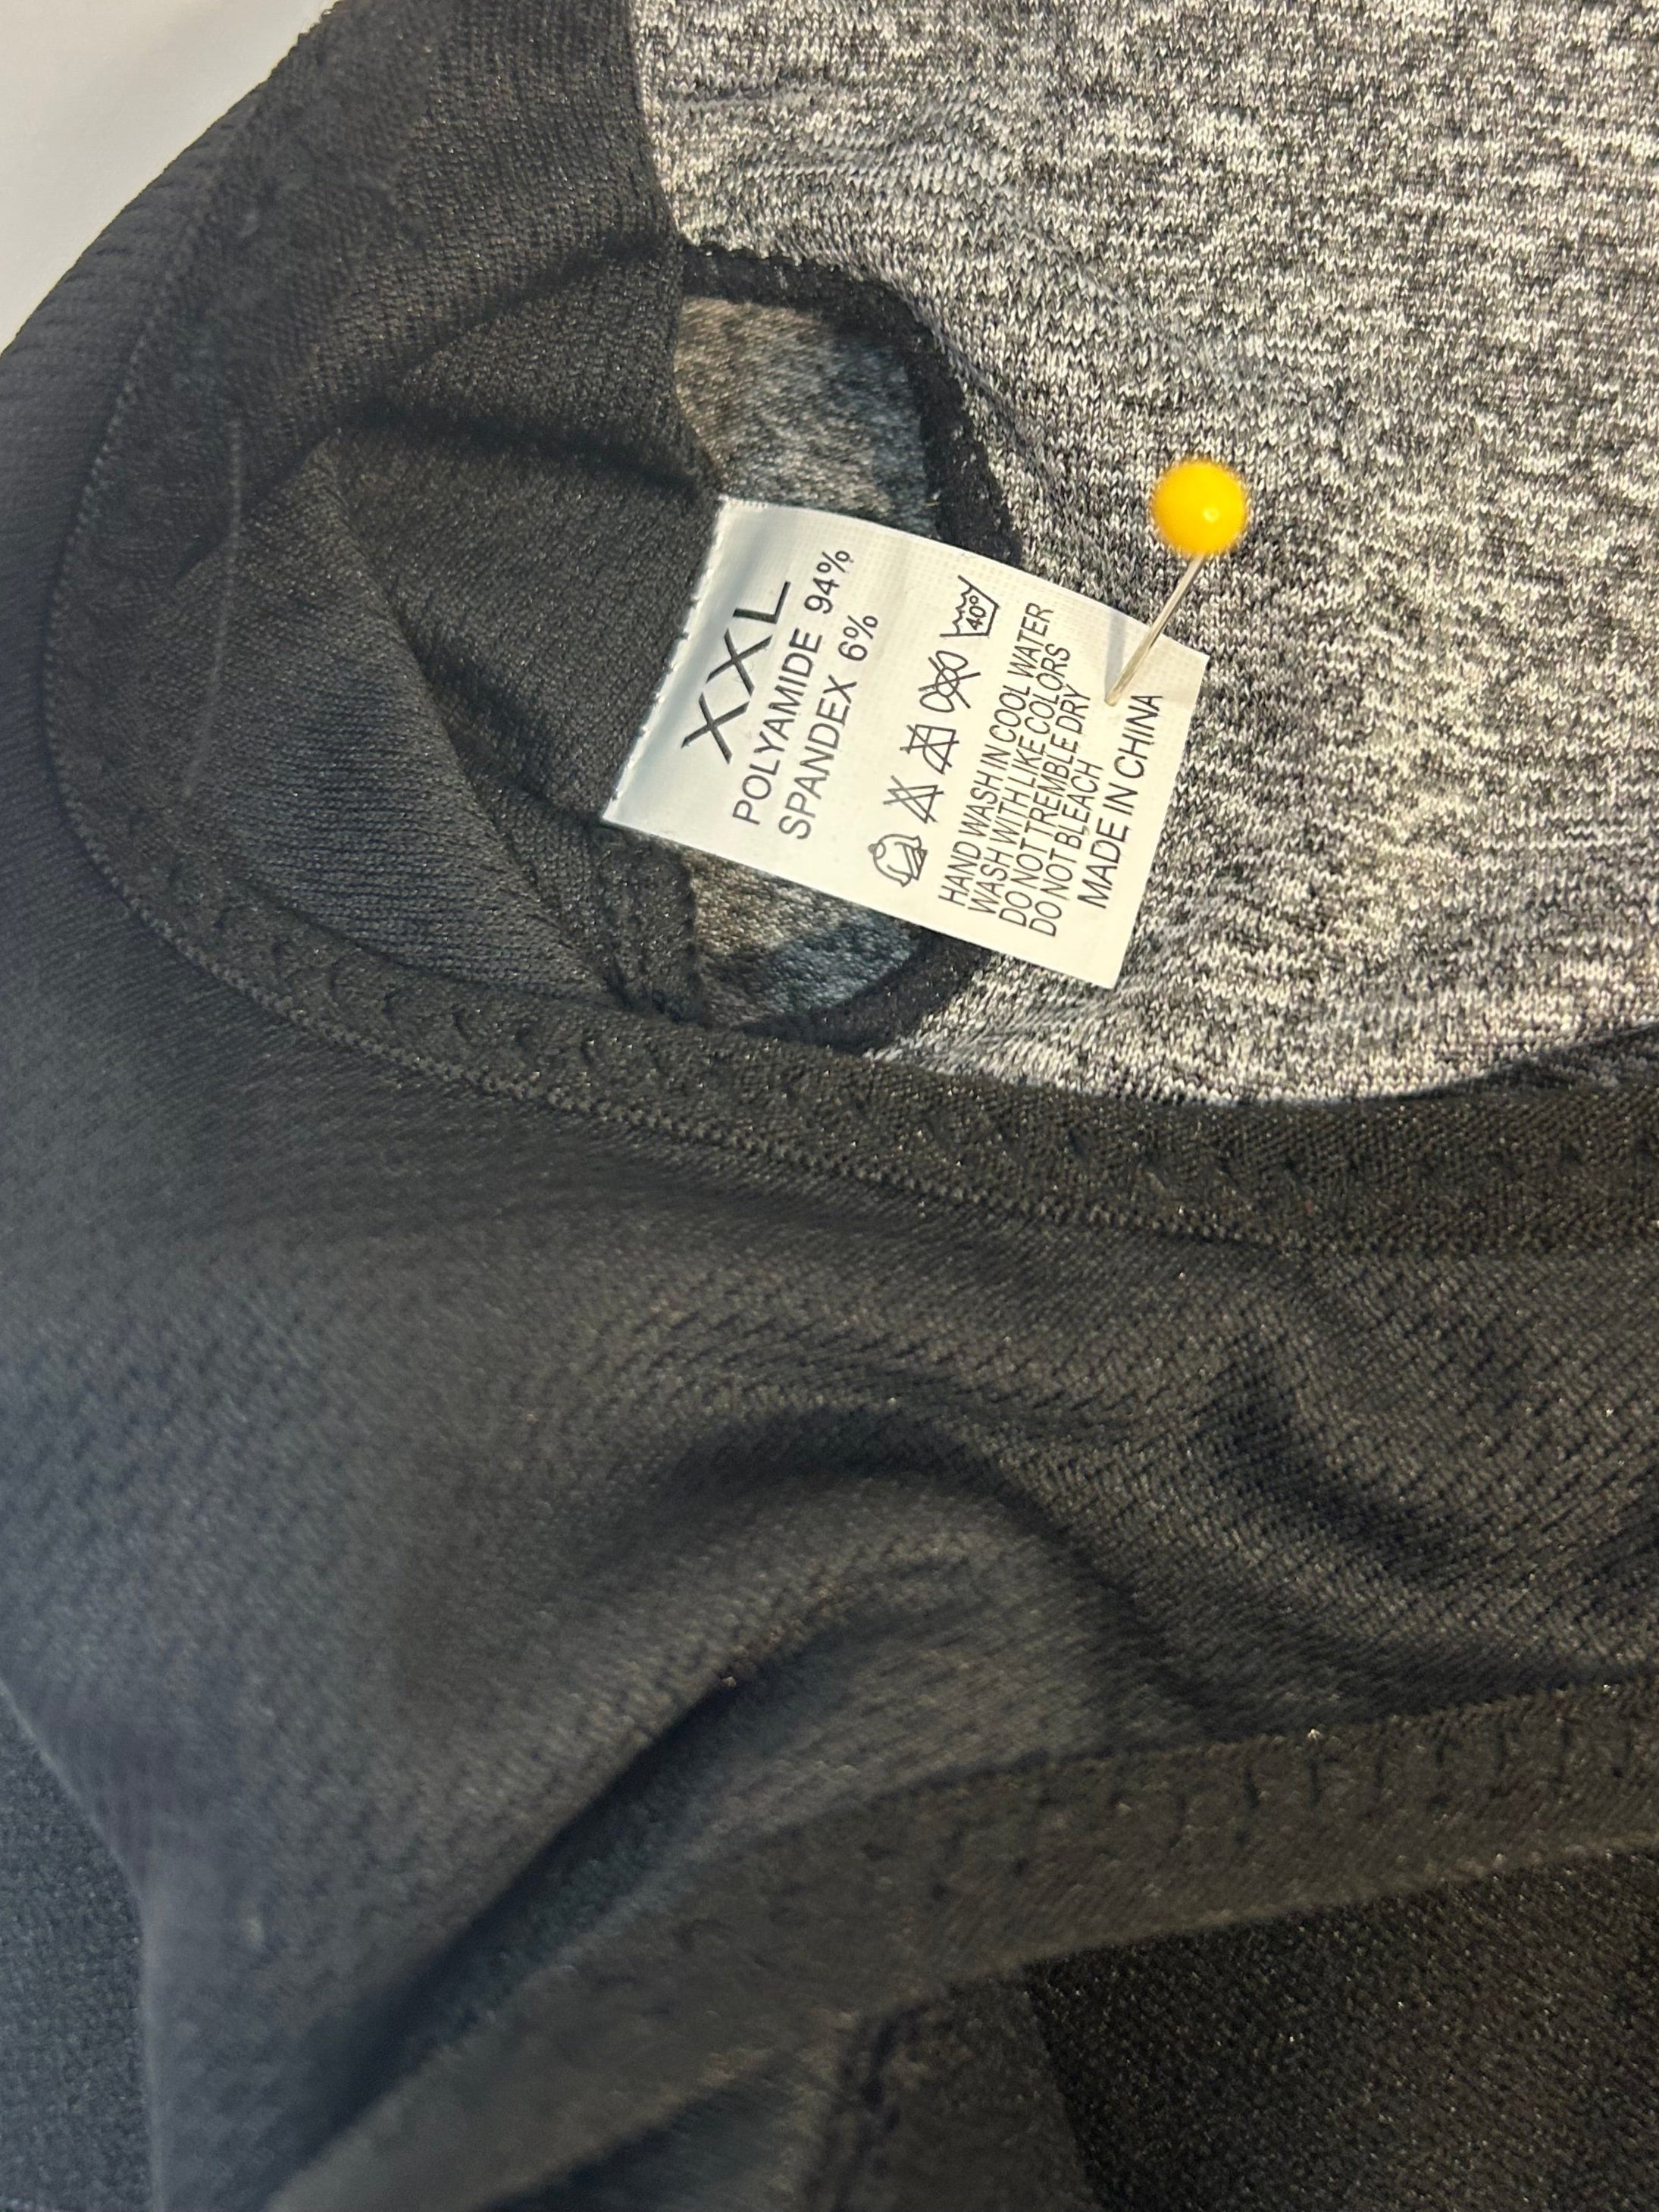 XXL
POLYAMIDE 94%
SPANDEX 6%
40°
HAND WASH IN COOL WATER
WASH WITH LIKE COLORS
DO NOT TREMBLE DRY
DO NOT BLEACH
MADE IN CHINA